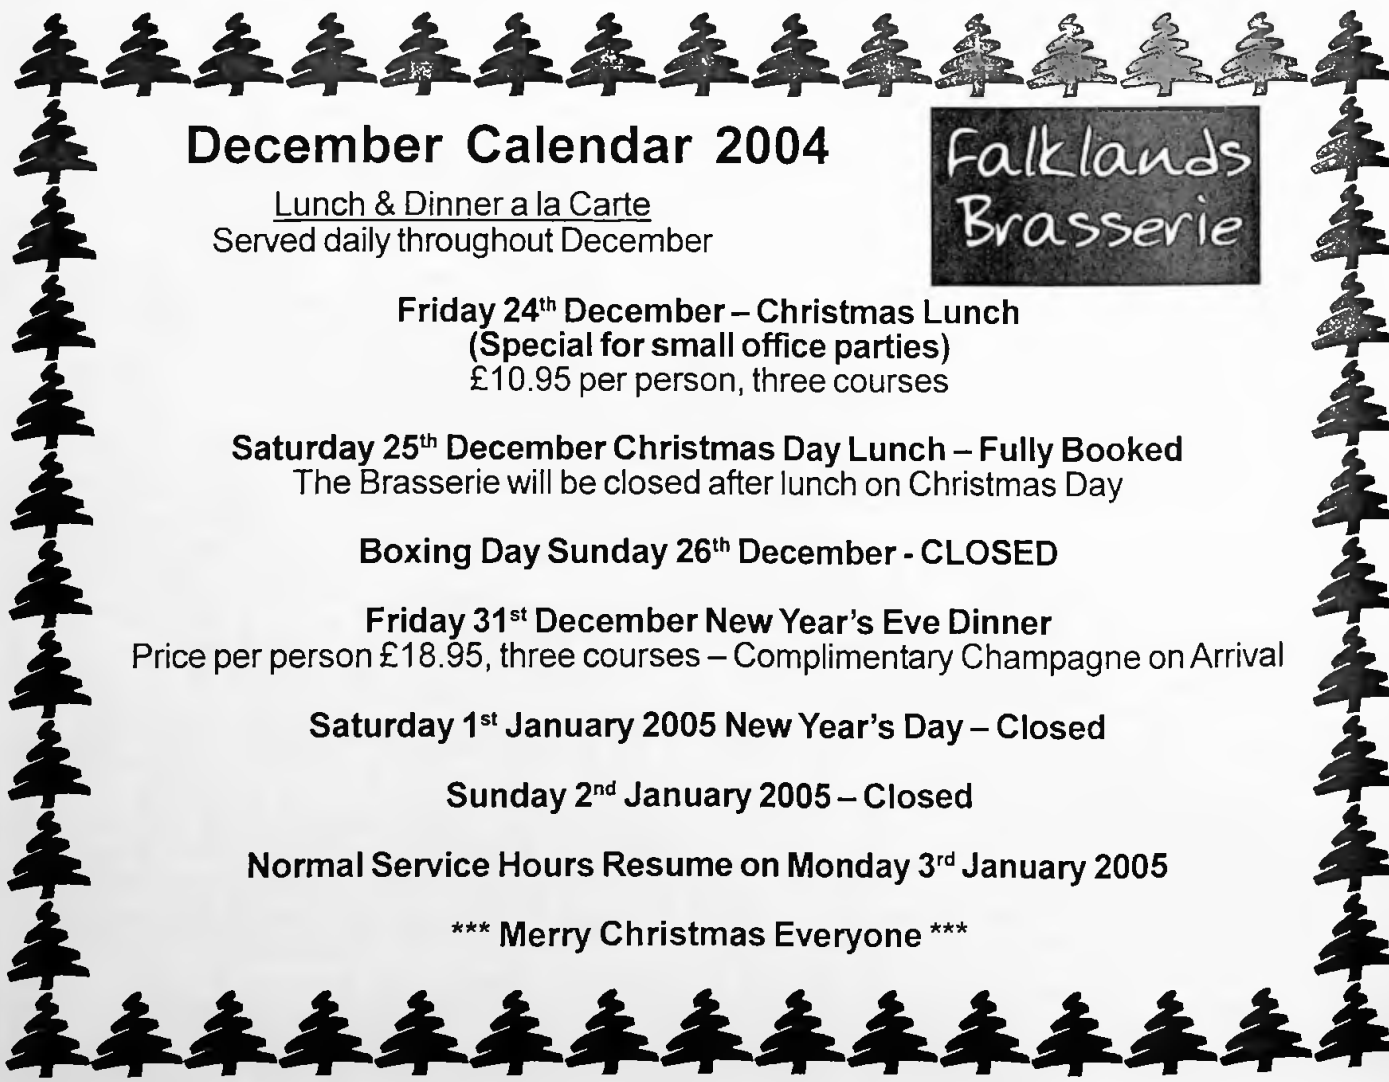 December Calendar 2004
Falklands
Brasserie
Lunch & Dinner a la Carte
Served daily throughout December
Friday 24th December – Christmas Lunch
(Special for small office parties)
£10.95 per person, three courses
Saturday 25th December Christmas Day Lunch – Fully Booked
The Brasserie will be closed after lunch on Christmas Day
Boxing Day Sunday 26th December - CLOSED
Friday 31st December New Year's Eve Dinner
Price per person £18.95, three courses – Complimentary Champagne on Arrival
Saturday 1st January 2005 New Year's Day – Closed
Sunday 2nd January 2005 – Closed
Normal Service Hours Resume on Monday 3rd January 2005
*** Merry Christmas Everyone ***